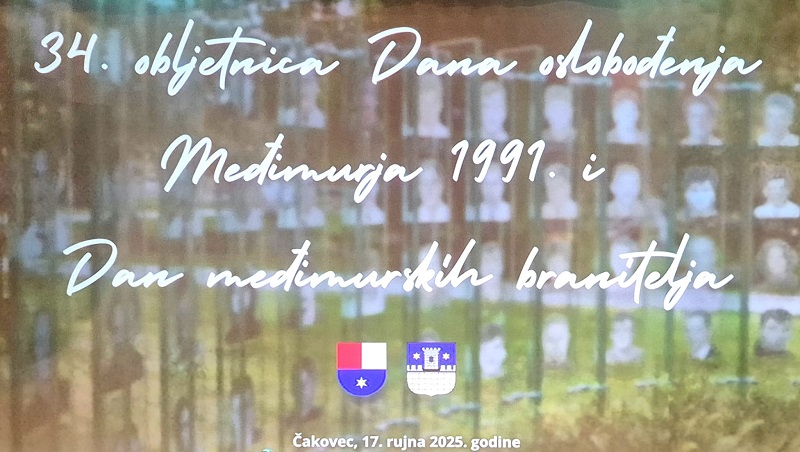 34. obljetnica Dana oslobođenja
Međimurja 1991. i
Dan međimurskih branitelja
Čakovec, 17. rujna 2025. godine